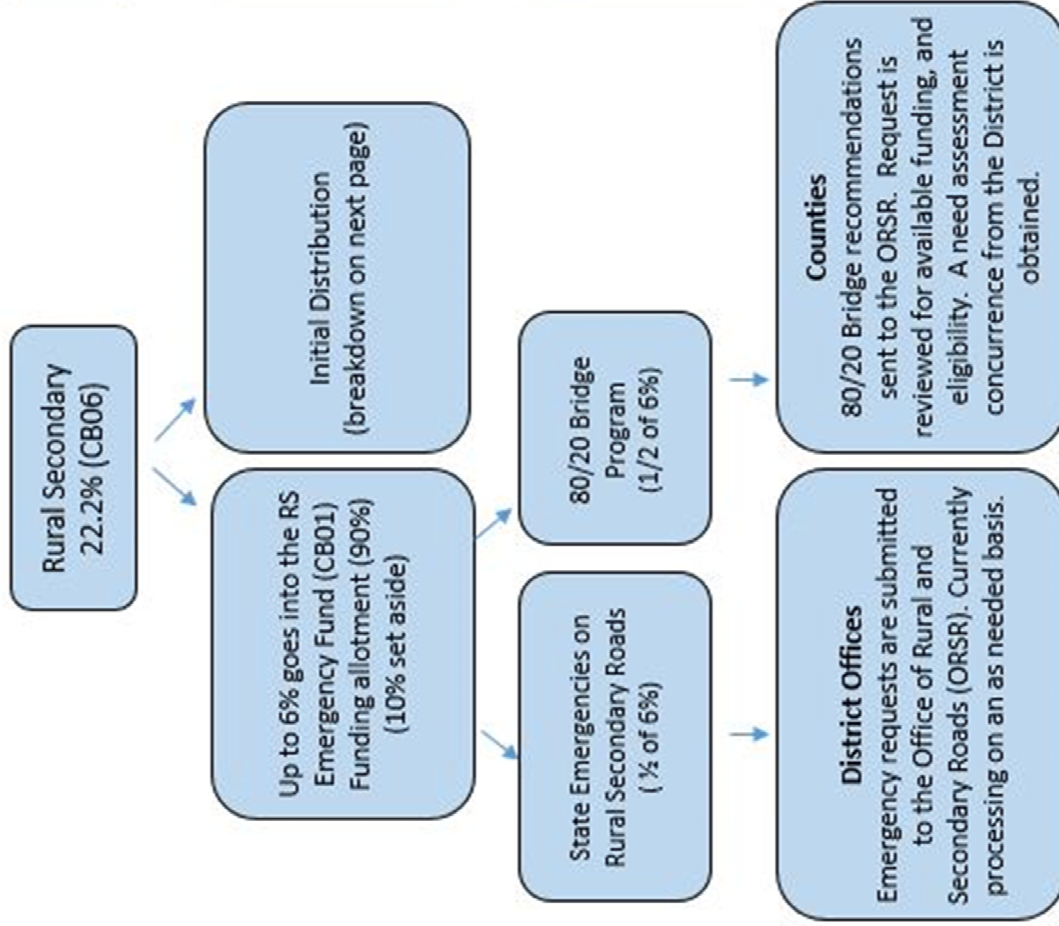 Rural Secondary
22.2% (CB06)
Up to 6% goes into the RS
Emergency Fund (CB01)
Funding allotment (90%)
(10% set aside)
Initial Distribution
(breakdown on next page)
State Emergencies on
Rural Secondary Roads
( ½ of 6%)
80/20 Bridge
Program
(1/2 of 6%)
District Offices
Emergency requests are submitted
to the Office of Rural and
Secondary Roads (ORSR). Currently
processing on an as needed basis.
Counties
80/20 Bridge recommendations
sent to the ORSR.  Request is
reviewed for available funding, and
eligibility.  A need assessment
concurrence from the District is
obtained.